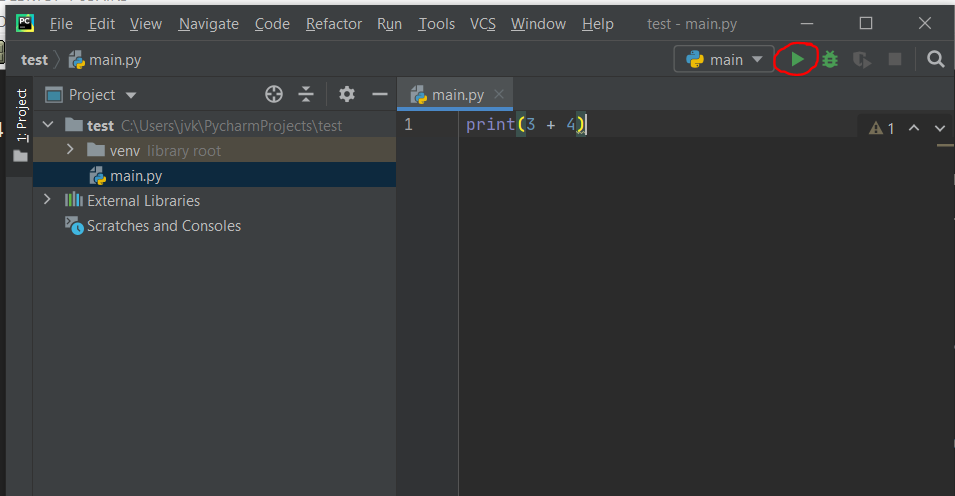 PC File Edit View Navigate Code Refactor Run Tools VCS Window Help test - main.py
test main.py main
1: Project
Project
main.py
test C:\Users\jvk\PycharmProjects\test
venv library root
main.py
External Libraries
Scratches and Consoles
1 print(3 + 4)
1